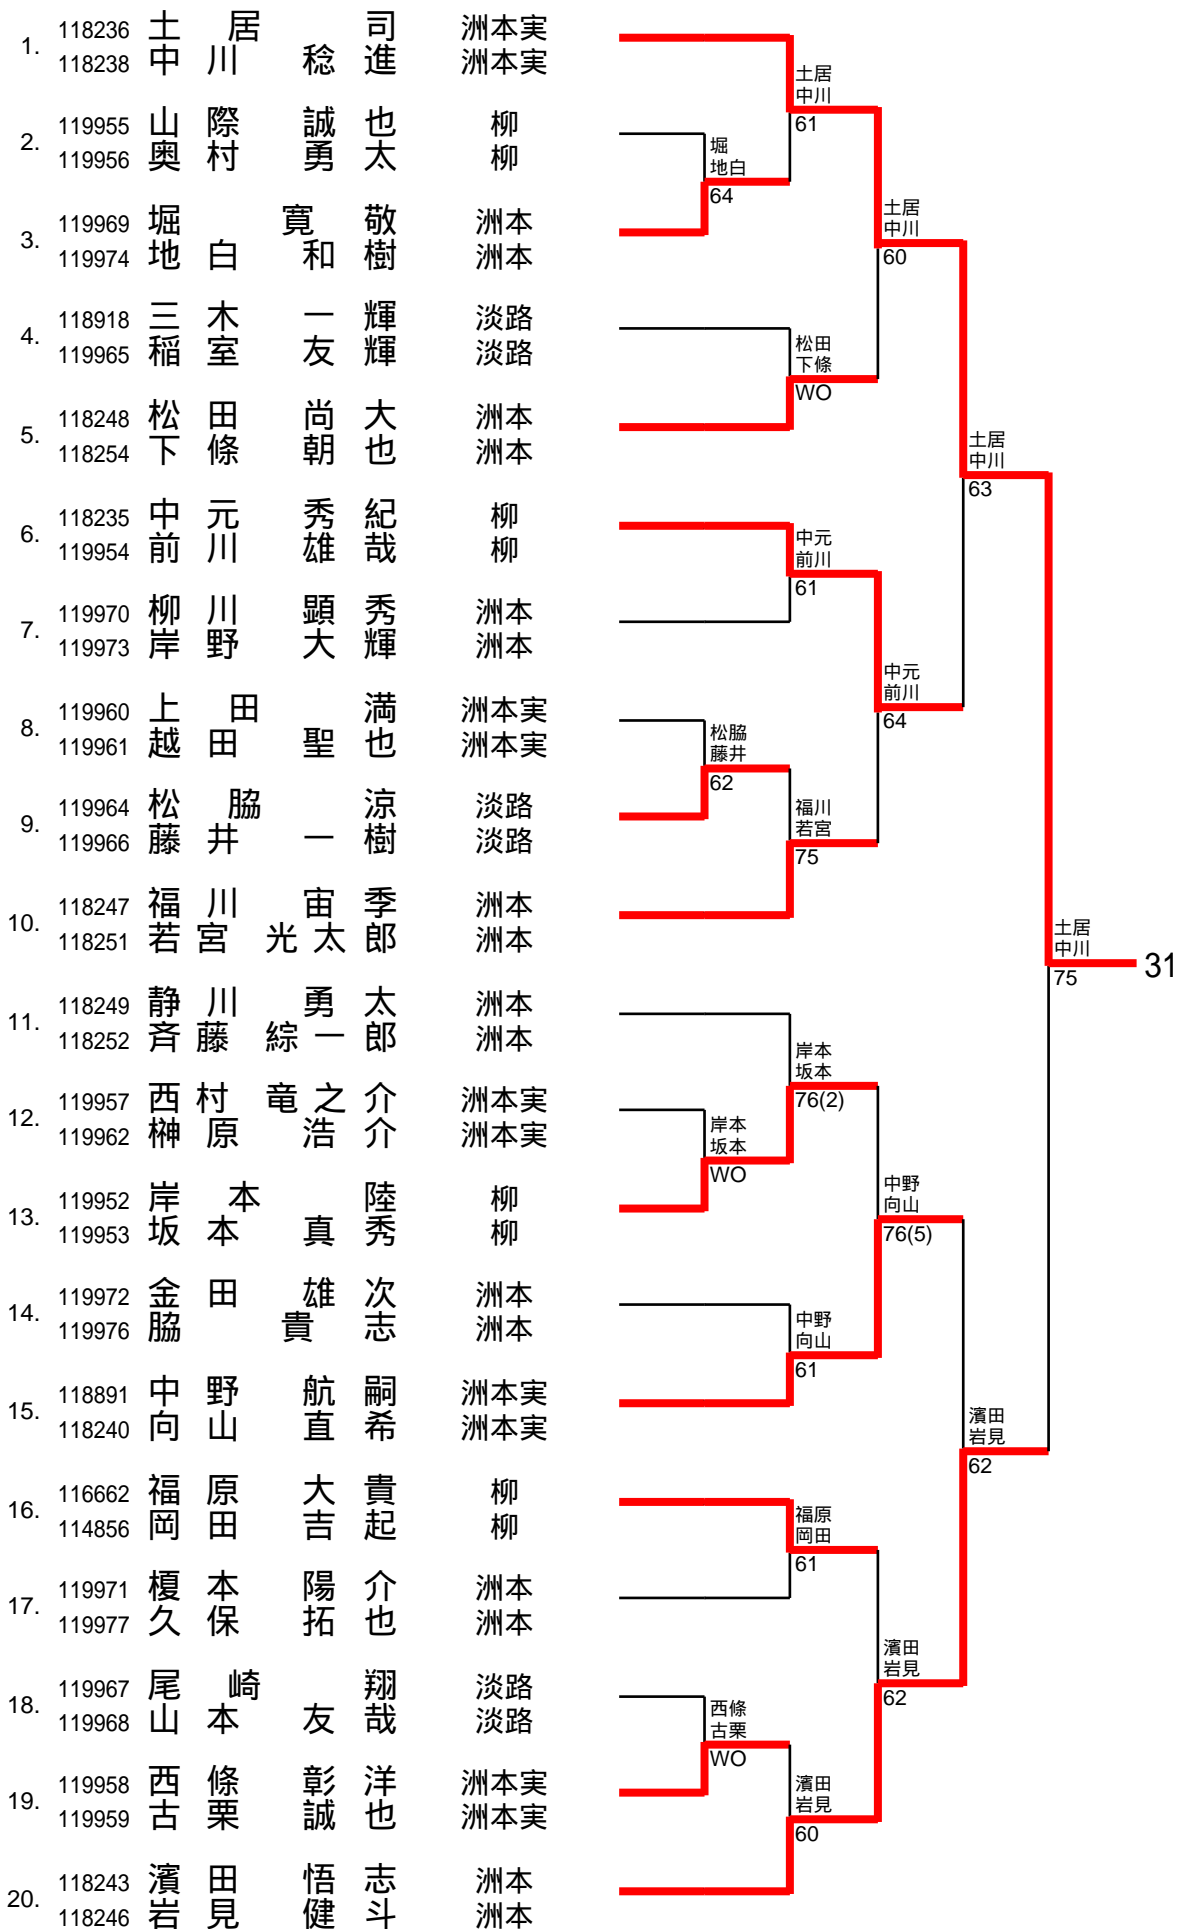 1. 118236 土居 司 洲本実
118238 中川 稔進 洲本実
2. 119955 山際 誠也 柳
119956 奥村 勇太 柳
3. 119969 堀 寛敬 洲本
119974 地白 和樹 洲本
4. 118918 三木 一輝 淡路
119965 稲室 友輝 淡路
5. 118248 松田 尚大 洲本
118254 下條 朝也 洲本
6. 118235 中元 秀紀 柳
119954 前川 雄哉 柳
7. 119970 柳川 顕秀 洲本
119973 岸野 大輝 洲本
8. 119960 上田 満 洲本実
119961 越田 聖也 洲本実
9. 119964 松脇 涼 淡路
119966 藤井 一樹 淡路
10. 118247 福川 宙季 洲本
118251 若宮 光太郎 洲本
11. 118249 静川 勇太 洲本
118252 斉藤 綜一郎 洲本
12. 119957 西村 竜之介 洲本実
119962 榊原 浩介 洲本実
13. 119952 岸本 陸 柳
119953 坂本 真秀 柳
14. 119972 金田 雄次 洲本
119976 脇 貴志 洲本
15. 118891 中野 航嗣 洲本実
118240 向山 直希 洲本実
16. 116662 福原 大貴 柳
114856 岡田 吉起 柳
17. 119971 榎本 陽介 洲本
119977 久保 拓也 洲本
18. 119967 尾崎 翔 淡路
119968 山本 友哉 淡路
19. 119958 西條 彰洋 洲本実
119959 古栗 誠也 洲本実
20. 118243 濱田 悟志 洲本
118246 岩見 健斗 洲本
堀
地白
64
松脇
藤井
62
岸本
坂本
WO
西條
古栗
WO
土居
中川
61
松田
下條
WO
中元
前川
61
福川
若宮
75
岸本
坂本
76(2)
中野
向山
61
福原
岡田
61
濱田
岩見
60
土居
中川
60
中元
前川
64
中野
向山
76(5)
濱田
岩見
62
土居
中川
63
濱田
岩見
62
土居
中川
75
31